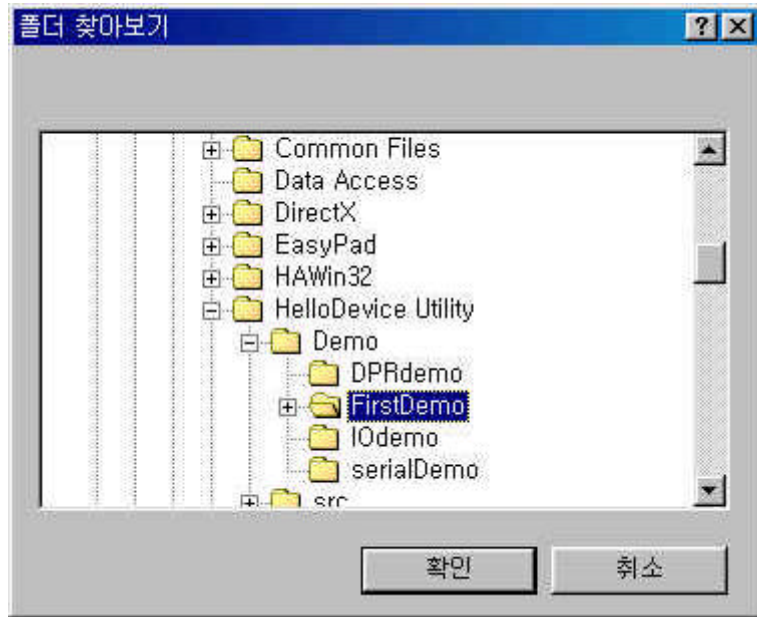 폴더 찾아보기
Common Files
Data Access
DirectX
EasyPad
HAWin32
HelloDevice Utility
Demo
DPRdemo
FirstDemo
IOdemo
serialDemo
src
확인
취소